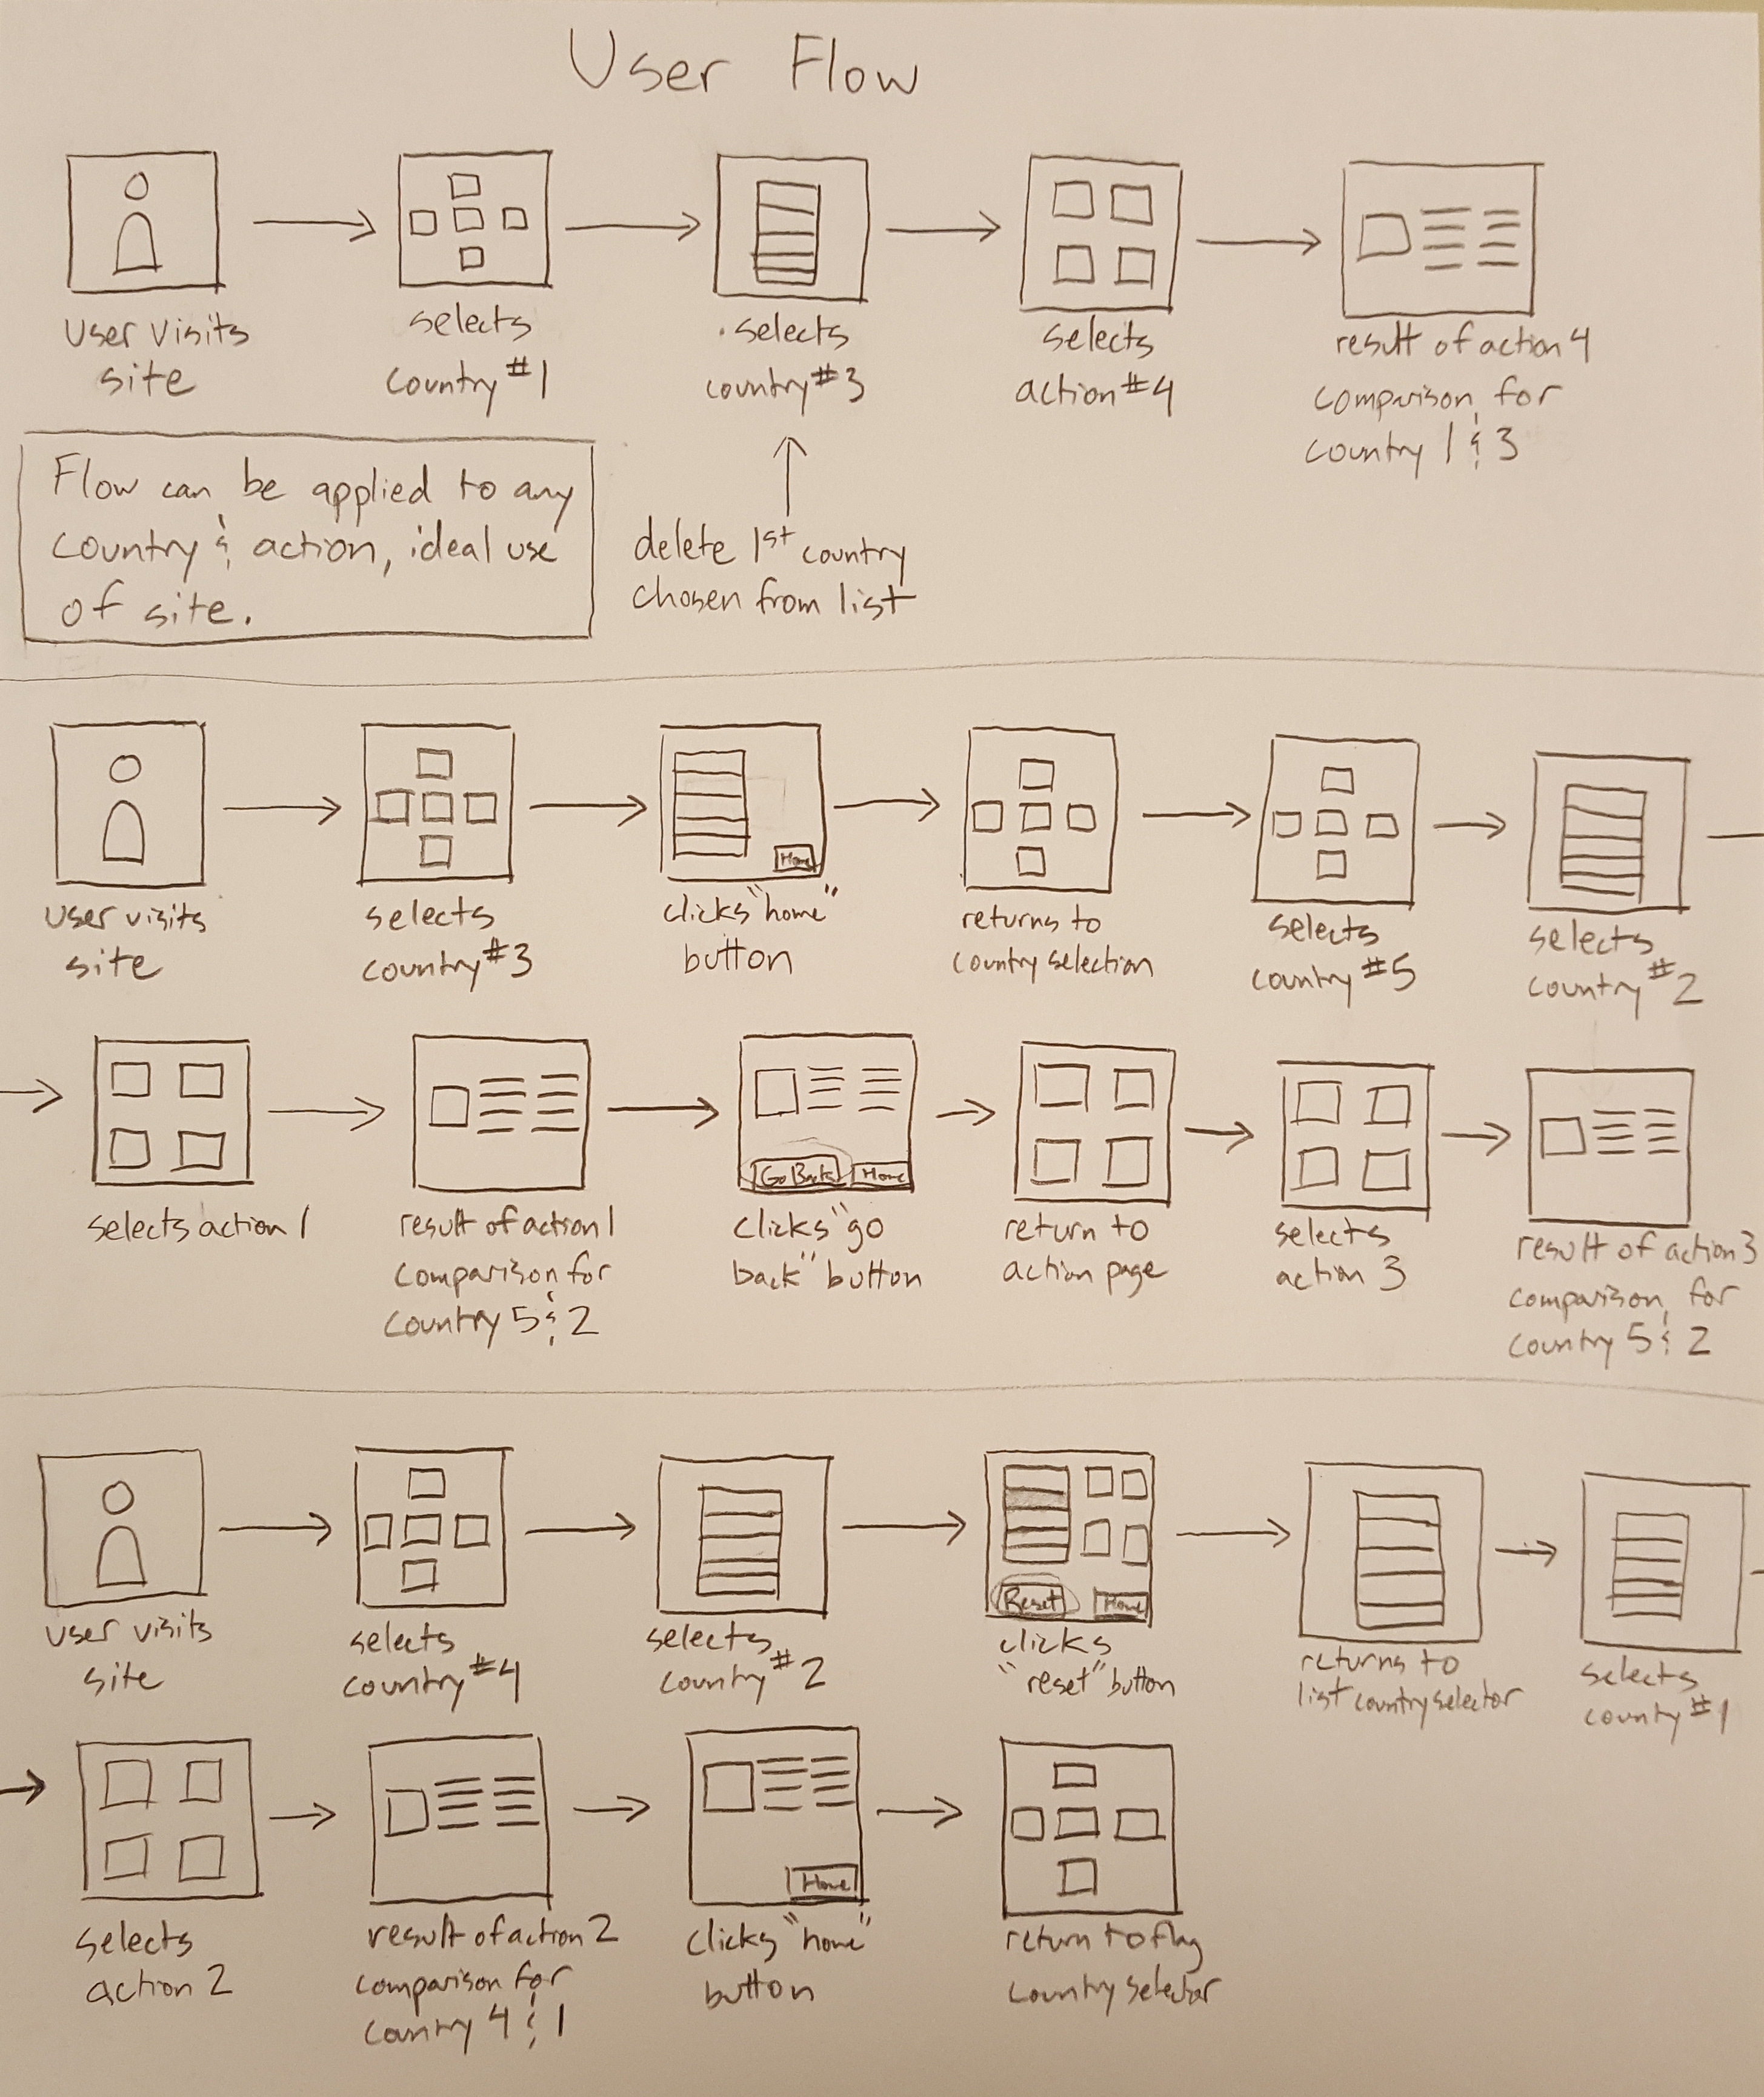 User Flow
User visits
site
selects
country #1
selects
country #3
selects
action #4
result of action 4
comparison for
country 1 & 3
Flow can be applied to any
country & action, ideal use
of site.
delete 1st country
chosen from list
User visits
site
selects
country #3
Home
clicks "home"
button
returns to
country selection
selects
country #5
selects
country #2
selects action 1
result of action 1
comparison for
country 5 & 2
Go Back Home
clicks "go
back" button
return to
action page
selects
action 3
result of action 3
comparison for
country 5 & 2
user visits
site
selects
country #4
selects
country #2
Reset Home
clicks
"reset" button
returns to
list country selector
selects
country #1
selects
action 2
result of action 2
comparison for
country 4 & 1
Home
clicks "home"
button
return to flag
country selector